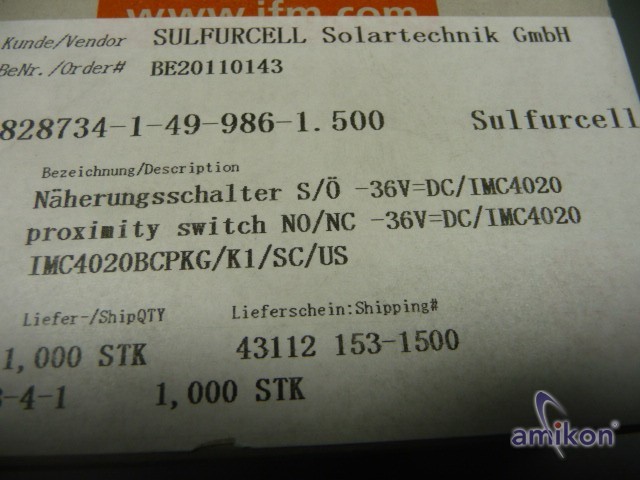 www.ifm.com
Kunde/Vendor SULFURCELL Solartechnik GmbH
BeNr./Order# BE20110143
828734-1-49-986-1.500 Sulfurcell
Bezeichnung/Description
Näherungsschalter S/Ö -36V=DC/IMC4020
proximity switch NO/NC -36V=DC/IMC4020
IMC4020BCPKG/K1/SC/US
Liefer-/ShipQTY Lieferschein:Shipping#
1,000 STK 43112 153-1500
-4-1 1,000 STK
amikon